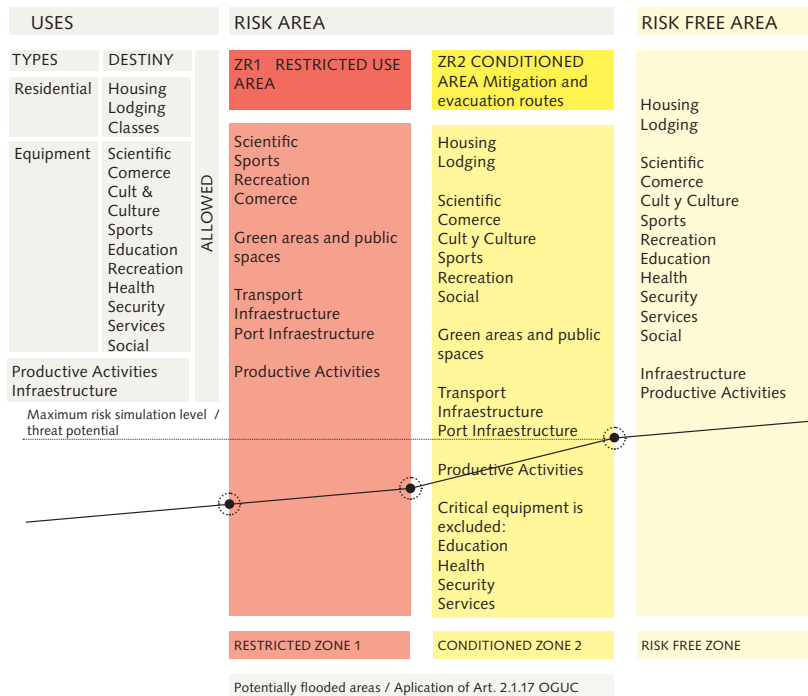 USES
RISK AREA
RISK FREE AREA
TYPES
DESTINY
Residential
Housing
Lodging
Classes
Equipment
Scientific
Comerce
Cult &
Culture
Sports
Education
Recreation
Health
Security
Services
Social
Productive Activities
Infraestructure
ALLOWED
ZR1 RESTRICTED USE
AREA
Scientific
Sports
Recreation
Comerce
Green areas and public
spaces
Transport
Infraestructure
Port Infraestructure
Productive Activities
ZR2 CONDITIONED
AREA Mitigation and
evacuation routes
Housing
Lodging
Scientific
Comerce
Cult y Culture
Sports
Recreation
Social
Green areas and public
spaces
Transport
Infraestructure
Port Infraestructure
Productive Activities
Critical equipment is
excluded:
Education
Health
Security
Services
Housing
Lodging
Scientific
Comerce
Cult y Culture
Sports
Recreation
Education
Health
Security
Services
Social
Infraestructure
Productive Activities
Maximum risk simulation level /
threat potential
RESTRICTED ZONE 1
CONDITIONED ZONE 2
RISK FREE ZONE
Potentially flooded areas / Aplication of Art. 2.1.17 OGUC